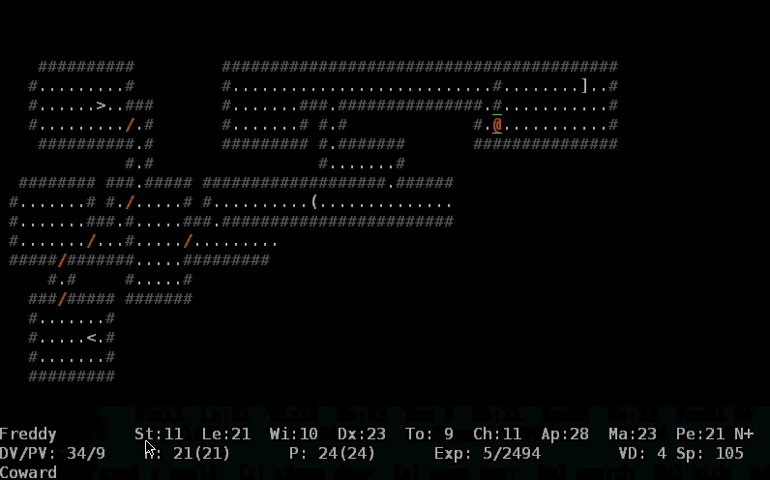 Freddy St:11 Le:21 Wi:10 Dx:23 To: 9 Ch:11 Ap:28 Ma:23 Pe:21 N+
DV/PV: 34/9 H: 21(21) P: 24(24) Exp: 5/2494 VD: 4 Sp: 105
Coward